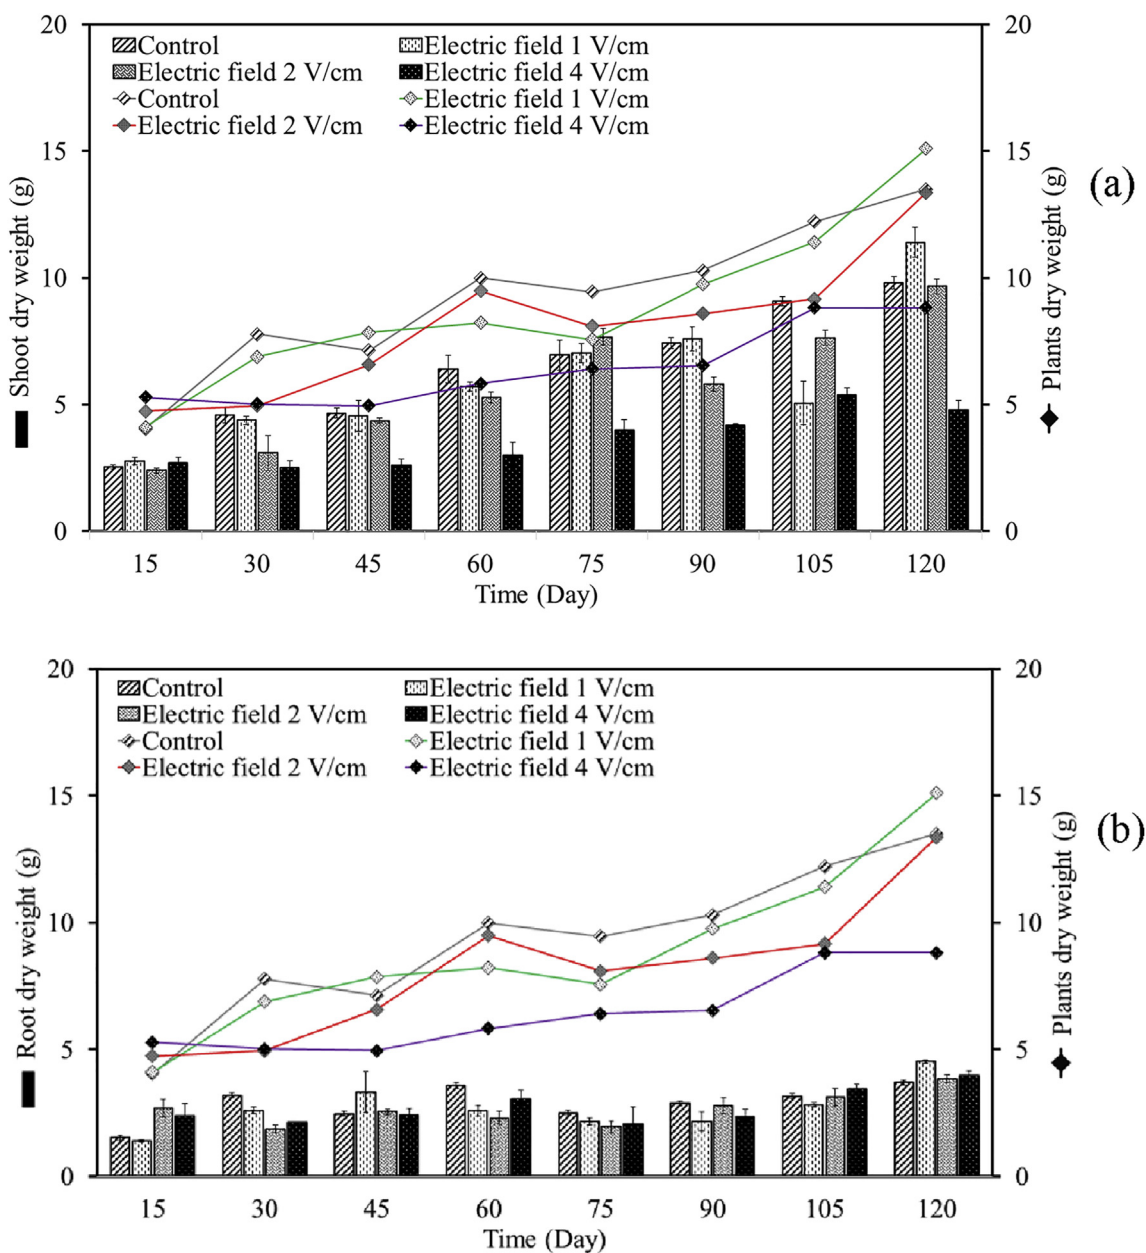 20
15
10
5
0
Shoot dry weight (g)
Control
Electric field 1 V/cm
Electric field 2 V/cm
Electric field 4 V/cm
Control
Electric field 1 V/cm
Electric field 2 V/cm
Electric field 4 V/cm
20
15
10
5
0
Plants dry weight (g)
(a)
15 30 45 60 75 90 105 120
Time (Day)
20
15
10
5
0
Root dry weight (g)
Control
Electric field 1 V/cm
Electric field 2 V/cm
Electric field 4 V/cm
Control
Electric field 1 V/cm
Electric field 2 V/cm
Electric field 4 V/cm
20
15
10
5
0
Plants dry weight (g)
(b)
15 30 45 60 75 90 105 120
Time (Day)